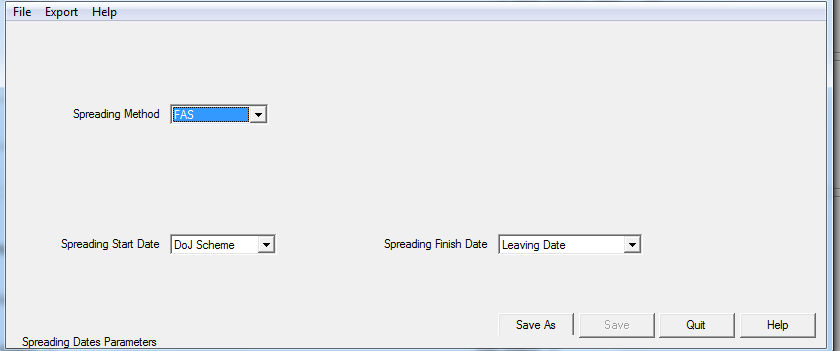 File Export Help
Spreading Method FAS
Spreading Start Date DoJ Scheme Spreading Finish Date Leaving Date
Save As Save Quit Help
Spreading Dates Parameters